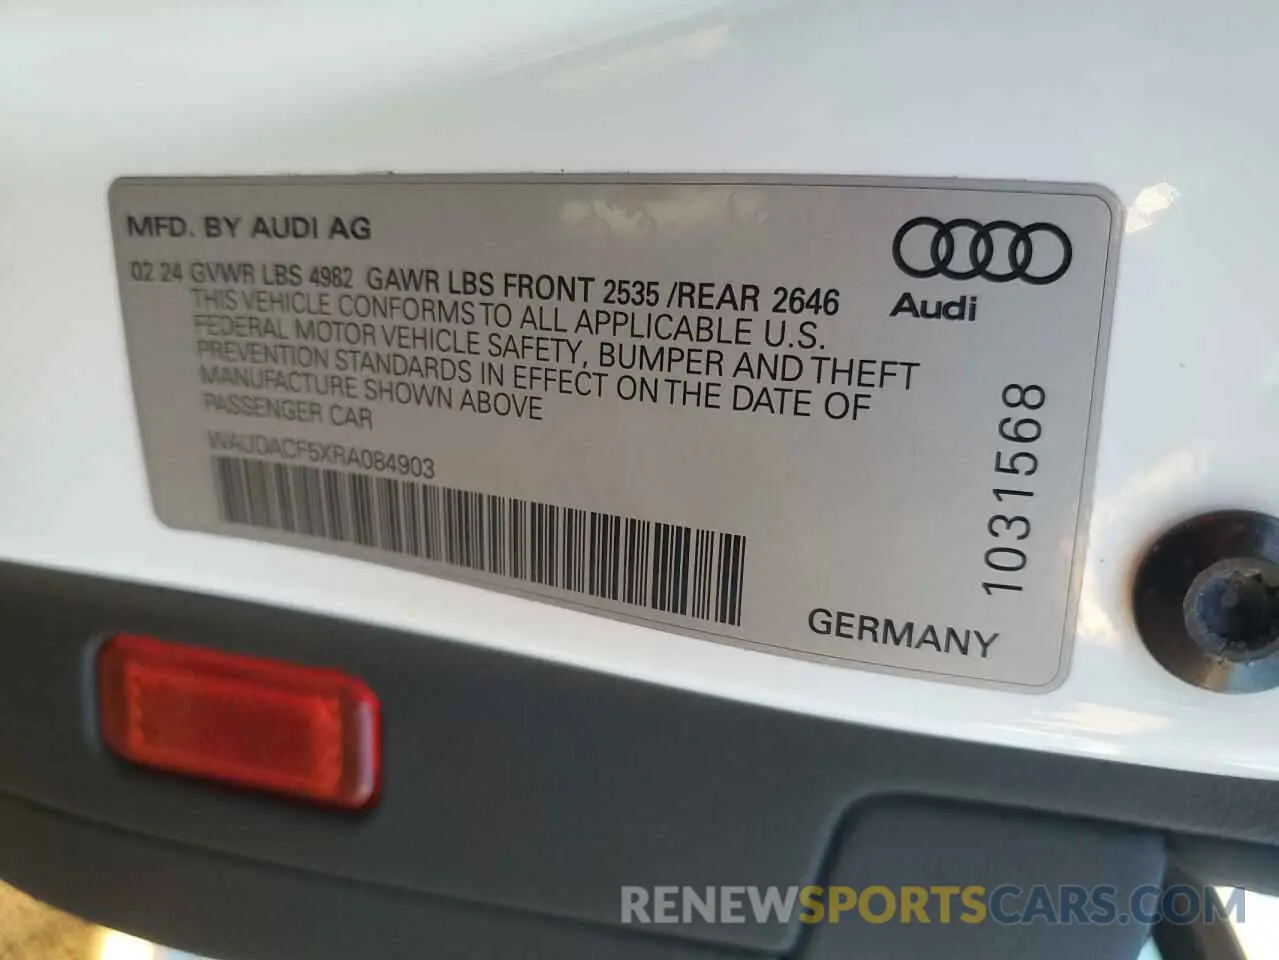 MFD. BY AUDI AG
02 24 GVWR LBS 4982 GAWR LBS FRONT 2535 /REAR 2646
THIS VEHICLE CONFORMS TO ALL APPLICABLE U.S.
FEDERAL MOTOR VEHICLE SAFETY, BUMPER AND THEFT
PREVENTION STANDARDS IN EFFECT ON THE DATE OF
MANUFACTURE SHOWN ABOVE
PASSENGER CAR
WAUDACF5XRA084903
Audi
1031568
GERMANY
RENEWSPORTSCARS.COM